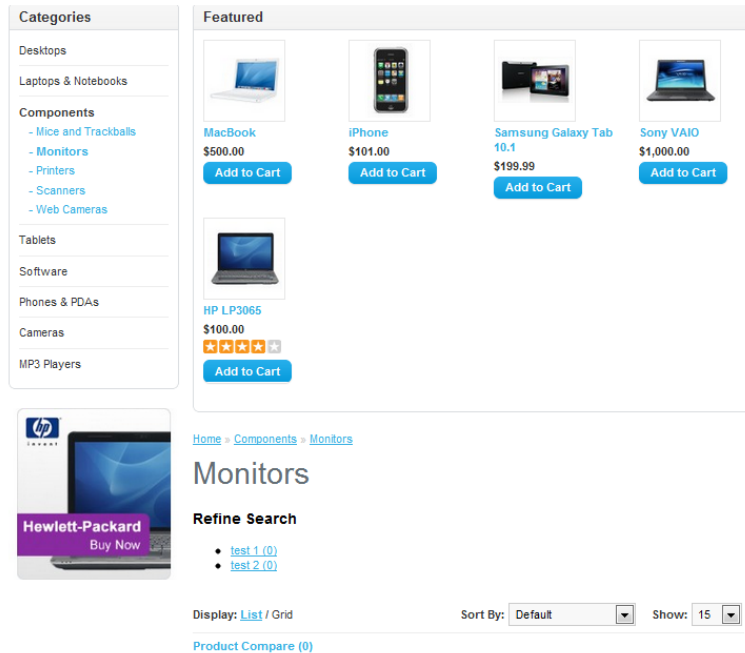 Categories
Desktops
Laptops & Notebooks
Components
- Mice and Trackballs
- Monitors
- Printers
- Scanners
- Web Cameras
Tablets
Software
Phones & PDAs
Cameras
MP3 Players
hp
invent
Hewlett-Packard
Buy Now
Featured
MacBook
$500.00
Add to Cart
iPhone
$101.00
Add to Cart
Samsung Galaxy Tab
10.1
$199.99
Add to Cart
Sony VAIO
$1,000.00
Add to Cart
HP LP3065
$100.00
Add to Cart
Home » Components » Monitors
Monitors
Refine Search
test 1 (0)
test 2 (0)
Display: List / Grid
Sort By: Default
Show: 15
Product Compare (0)